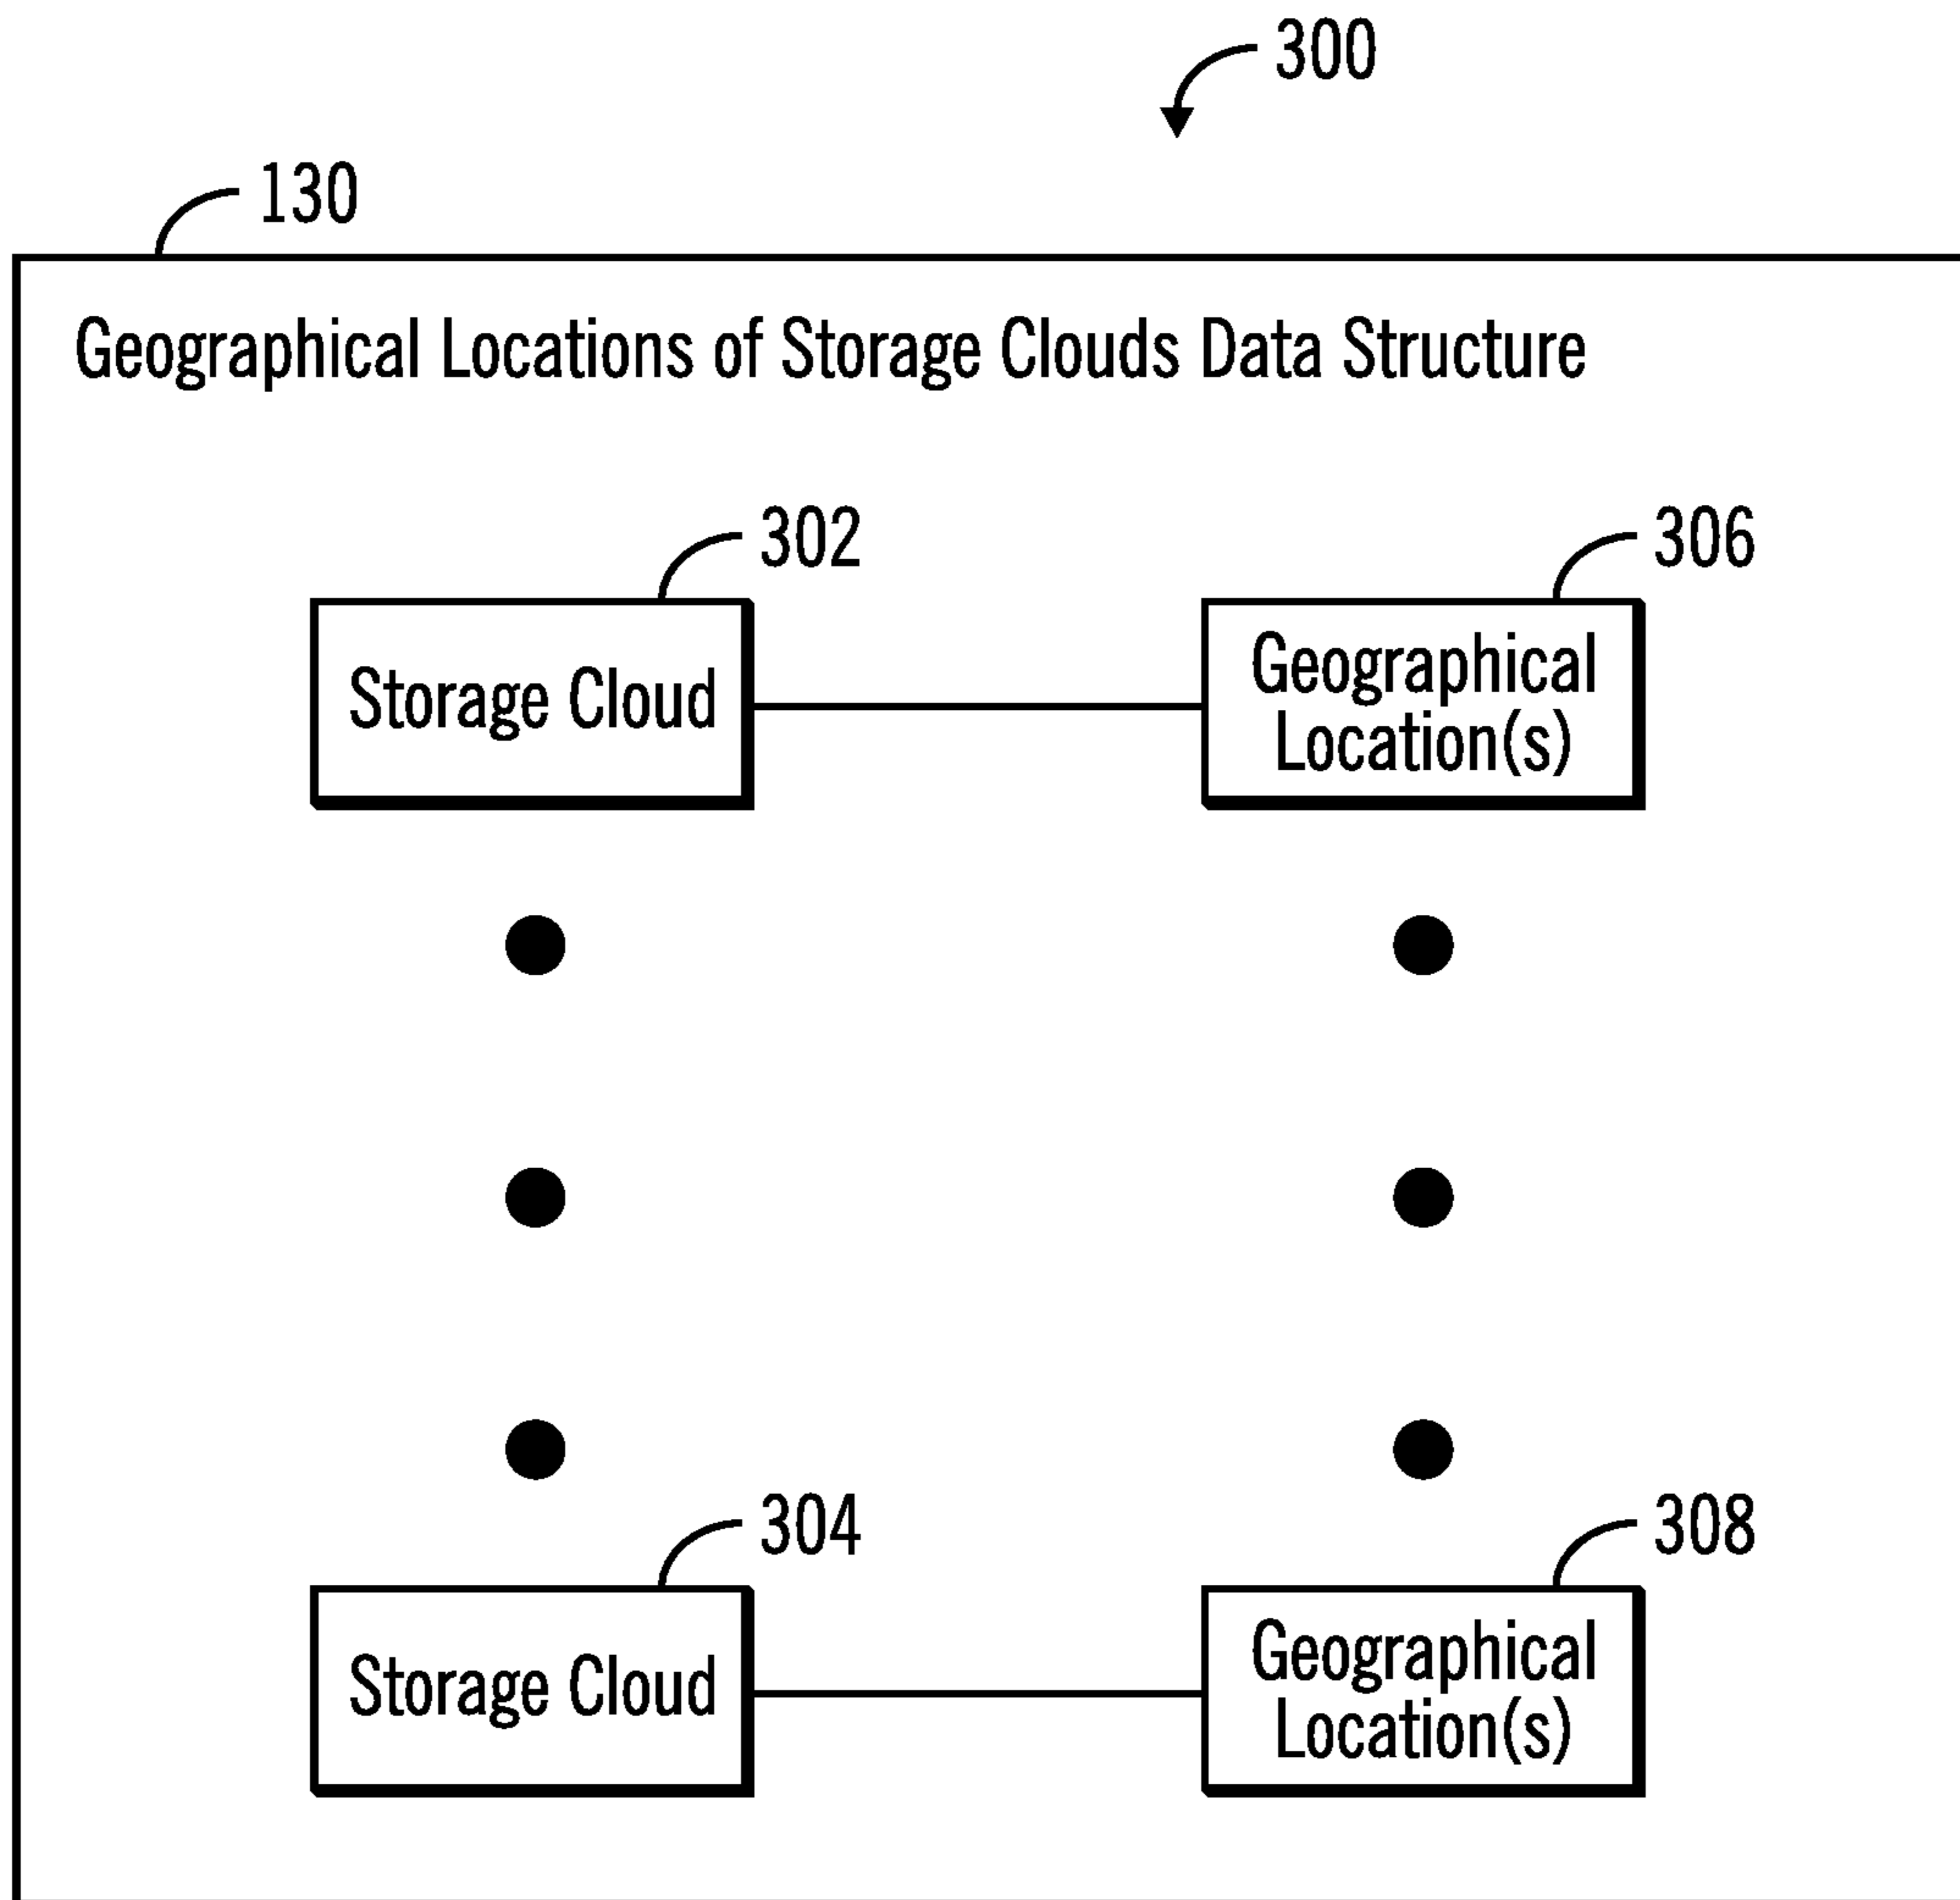 300
130
Geographical Locations of Storage Clouds Data Structure
302
306
Storage Cloud
Geographical
Location(s)
304
308
Storage Cloud
Geographical
Location(s)